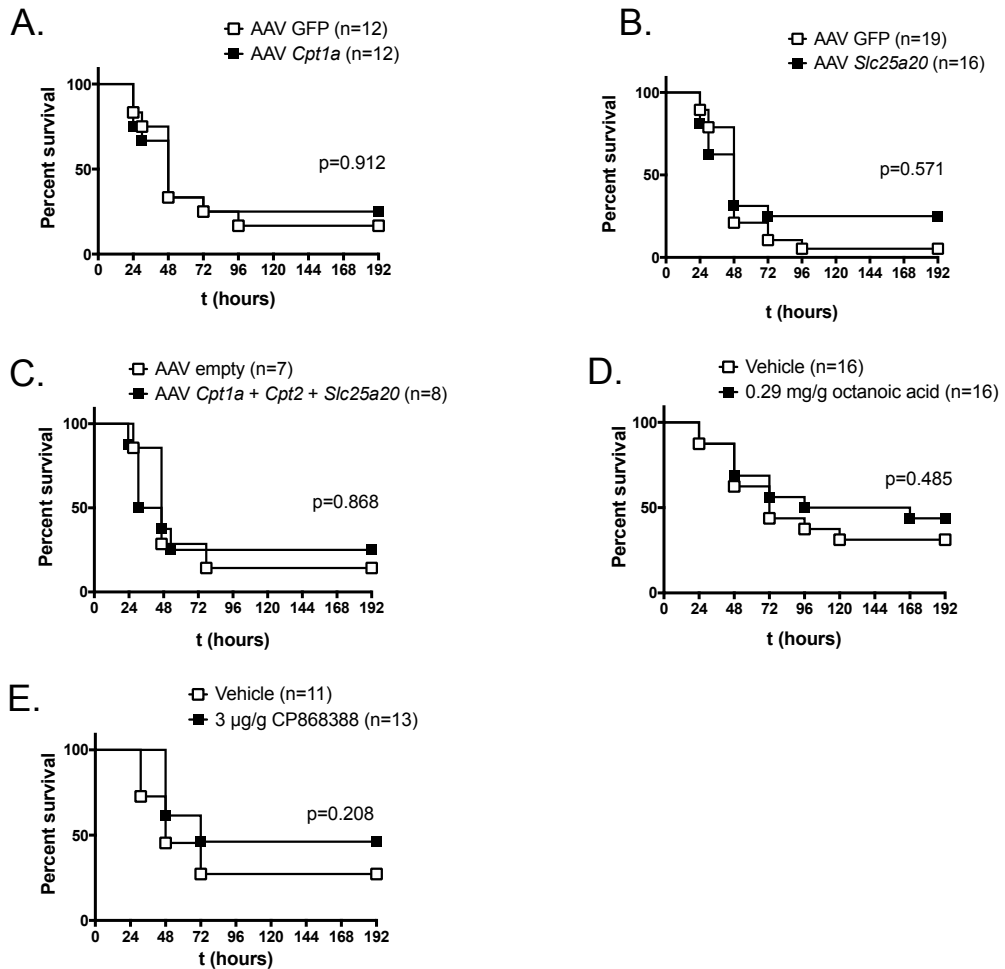 A.
AAV GFP (n=12)
AAV Cpt1a (n=12)
Percent survival
100
50
0
p=0.912
0 24 48 72 96 120 144 168 192
t (hours)
B.
AAV GFP (n=19)
AAV Slc25a20 (n=16)
Percent survival
100
50
0
p=0.571
0 24 48 72 96 120 144 168 192
t (hours)
C.
AAV empty (n=7)
AAV Cpt1a + Cpt2 + Slc25a20 (n=8)
Percent survival
100
50
0
p=0.868
0 24 48 72 96 120 144 168 192
t (hours)
D.
Vehicle (n=16)
0.29 mg/g octanoic acid (n=16)
Percent survival
100
50
0
p=0.485
0 24 48 72 96 120 144 168 192
t (hours)
E.
Vehicle (n=11)
3 µg/g CP868388 (n=13)
Percent survival
100
50
0
p=0.208
0 24 48 72 96 120 144 168 192
t (hours)